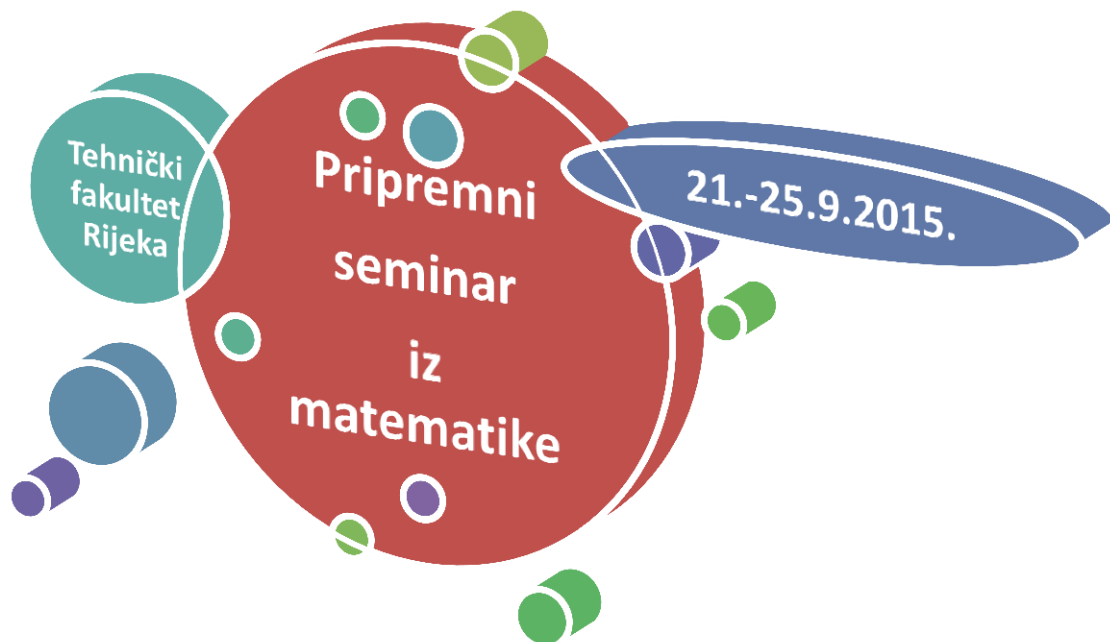 Tehnički
fakultet
Rijeka
Pripremni
seminar
iz
matematike
21.-25.9.2015.